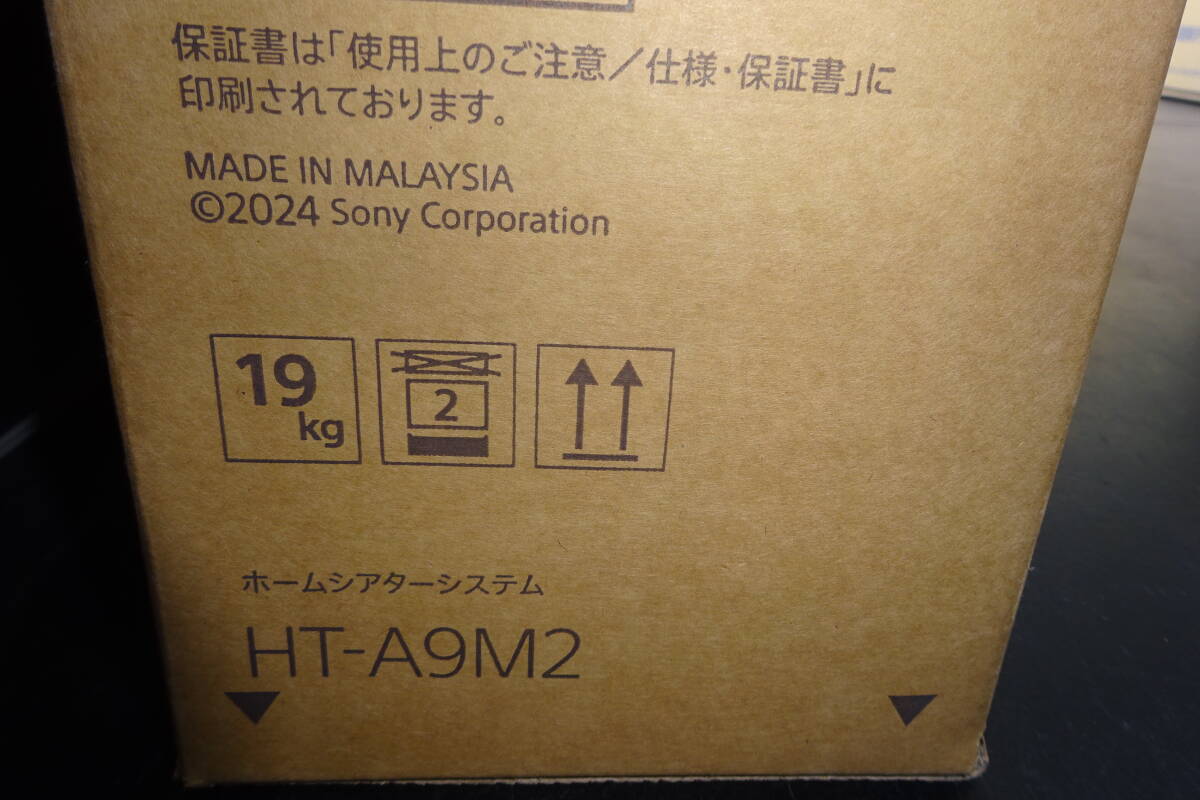 保証書は「使用上のご注意／仕様・保証書」に
印刷されております。
MADE IN MALAYSIA
©2024 Sony Corporation
19
kg
2
ホームシアターシステム
HT-A9M2